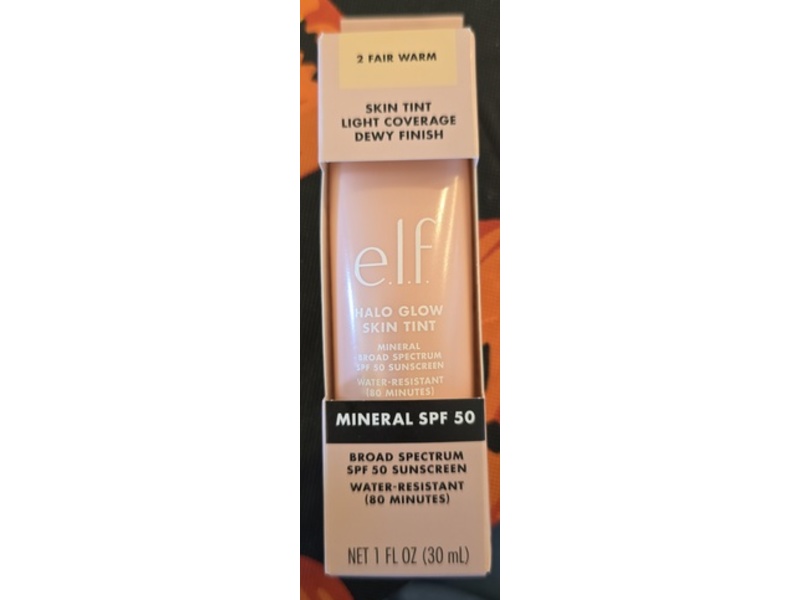 2 FAIR WARM
SKIN TINT
LIGHT COVERAGE
DEWY FINISH
e.l.f.
HALO GLOW
SKIN TINT
MINERAL
BROAD SPECTRUM
SPF 50 SUNSCREEN
WATER-RESISTANT
(80 MINUTES)
MINERAL SPF 50
BROAD SPECTRUM
SPF 50 SUNSCREEN
WATER-RESISTANT
(80 MINUTES)
NET 1 FL OZ (30 mL)